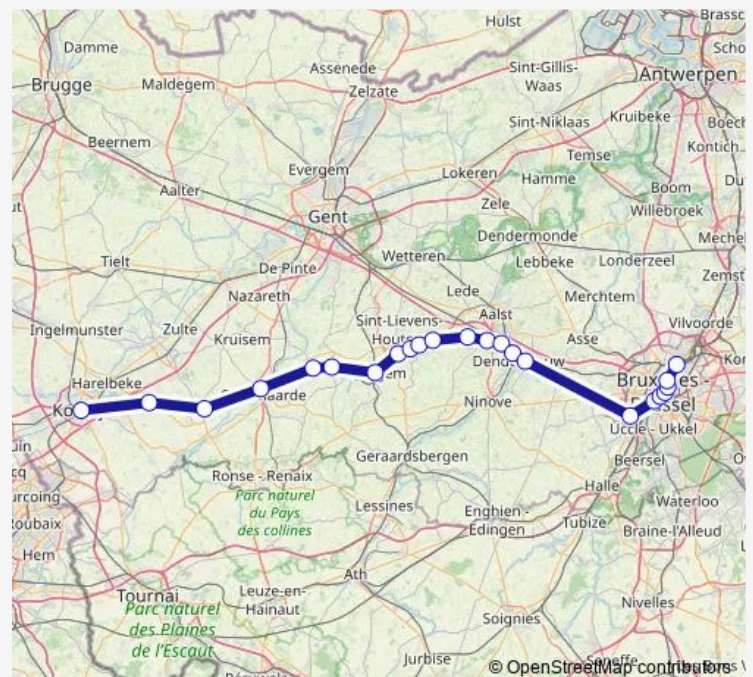 Hulst
Brassc
Damme
Assenede
Sint-Gillis-
Waas
Scho
Antwerpen
Brugge
Maldegem
Zelzate
Kruibeke
Boech
Beernem
Sint-Niklaas
Kontich
Temse
Evergem
Lokeren
Hamme
Boom
Du
Aalter
Zele
Willebroek
Gent
Dendermonde
Mechel
Tielt
De Pinte
Wetteren
Lebbeke
Londerzeel
Zemst
Nazareth
Lede
Merchtem
Ingelmunster
Zulte
Kruisem
Sint-Lievens-
Hout
Aalst
Asse
Vilvoorde
Harelbeke
Ninove
Uccle - Ukkel
Geraardsbergen
Beersel
Ronse - Renaix
Halle
Parc naturel
du Pays
des collines
Lessines
Enghien -
Edingen
Tubize
Waterloo
Braine-l'Alleud
Hem
Ath
Tournai
Leuze-en-
Hainaut
Nivelles
Parc naturel
des Plaines
de l'Escaut
Soignies
Jurbise
© OpenStreetMap contributors